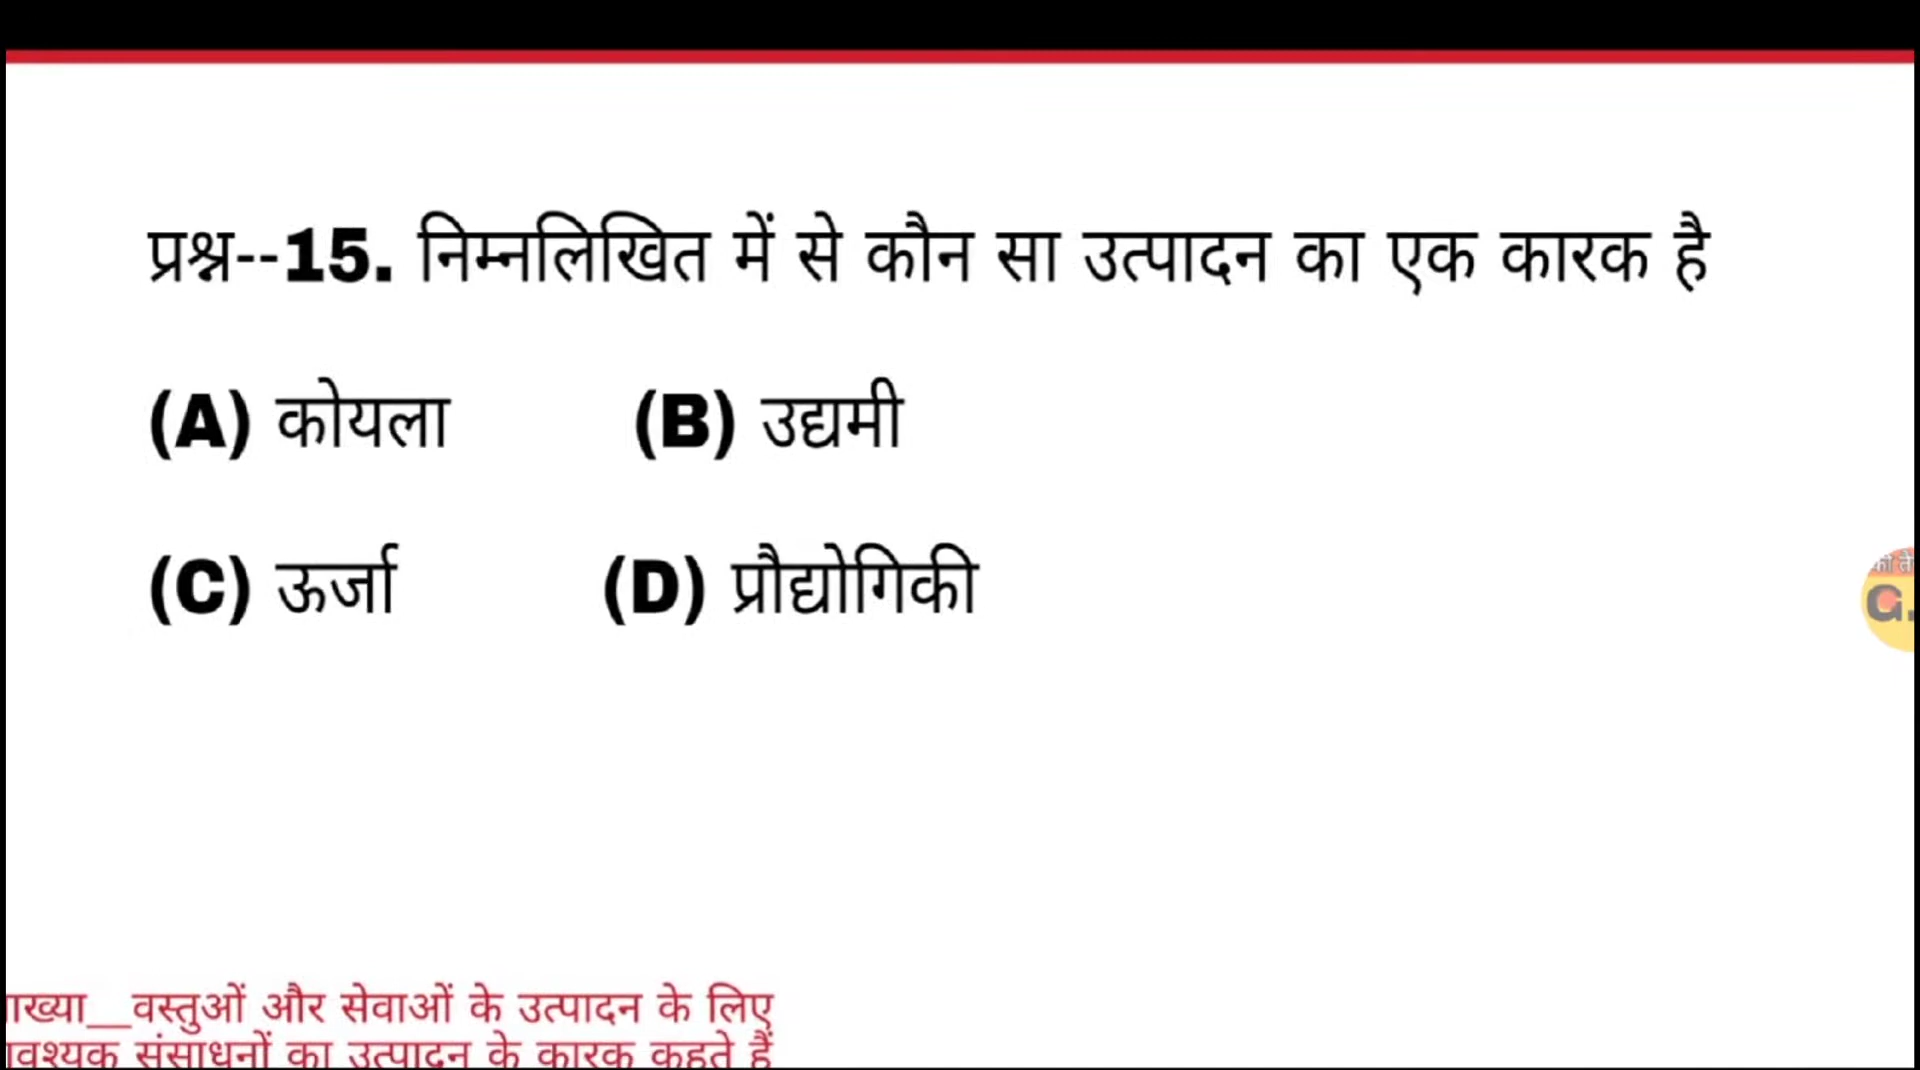 प्रश्न--15. निम्नलिखित में से कौन सा उत्पादन का एक कारक है
(A) कोयला (B) उद्यमी
(C) ऊर्जा (D) प्रौद्योगिकी
G.
वस्तुओं और सेवाओं के उत्पादन के लिए
संसाधनों का उत्पादन के कारक कहते हैं